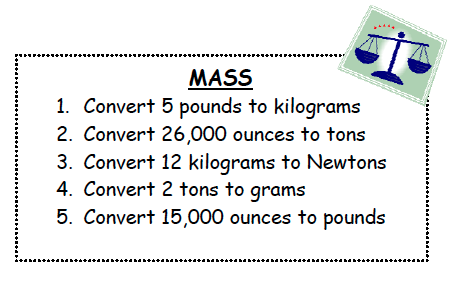 MASS
1. Convert 5 pounds to kilograms
2. Convert 26,000 ounces to tons
3. Convert 12 kilograms to Newtons
4. Convert 2 tons to grams
5. Convert 15,000 ounces to pounds